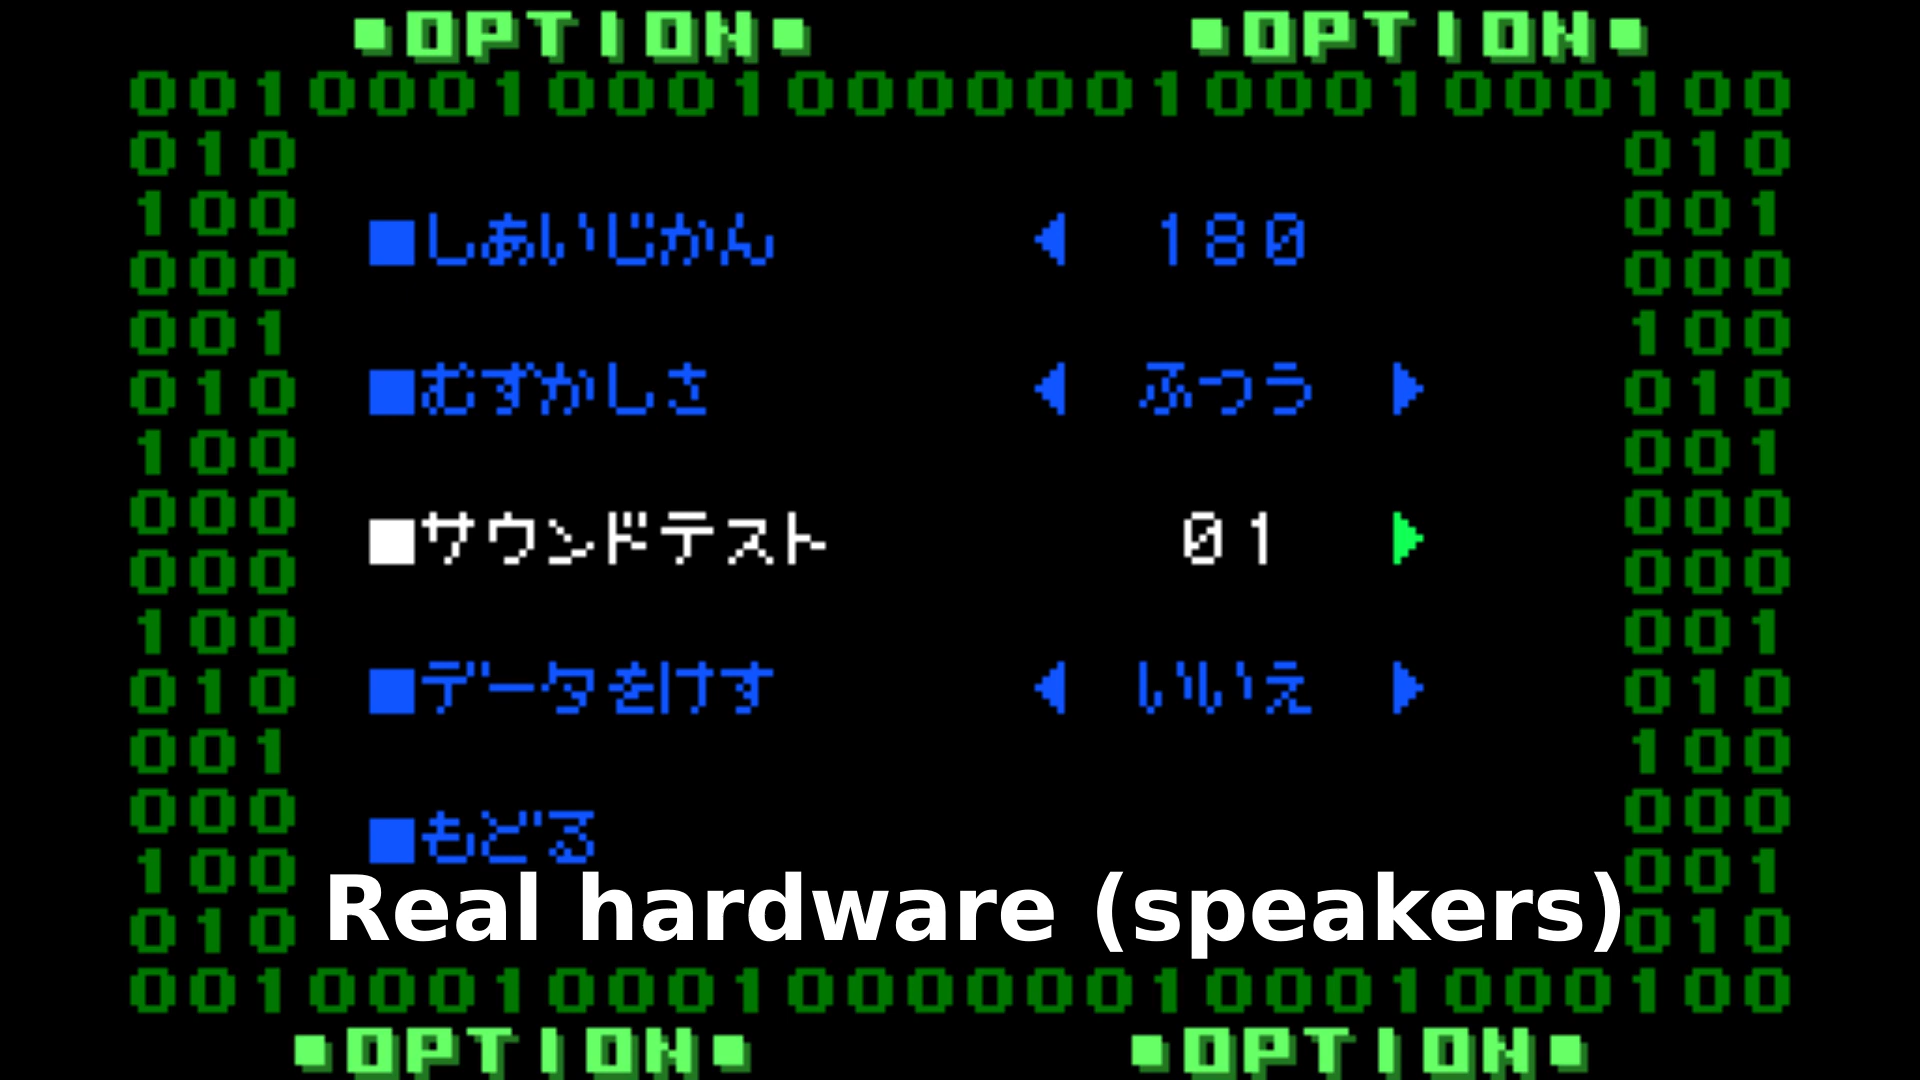 ■OPTION■ ■OPTION■
0010001000100000010001000100
010 010
100 001
■しあいじかん ◀ 180
000 000
001 100
010 ■むずかしさ ◀ ふつう ▶ 010
100 001
000 000
■サウンドテスト 01 ▶
000 000
100 001
010 ■データをけす ◀ いいえ ▶ 010
001 100
000 000
■もどる
100 001
Real hardware (speakers)
010 010
0010001000100000010001000100
■OPTION■ ■OPTION■